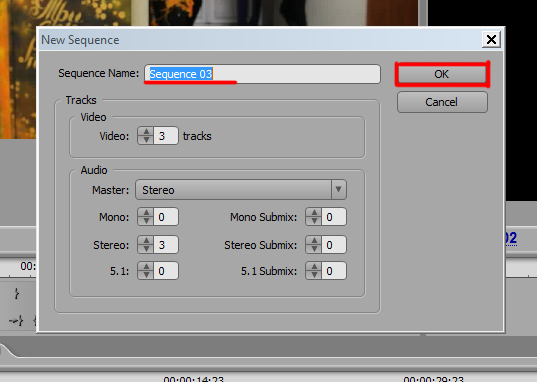 New Sequence
Sequence Name: Sequence 03 OK
Cancel
Tracks
Video
Video: 3 tracks
Audio
Master: Stereo
Mono: 0 Mono Submix: 0
Stereo: 3 Stereo Submix: 0
5.1: 0 5.1 Submix: 0
02
00:
00:00:14:23 00:00:29:23